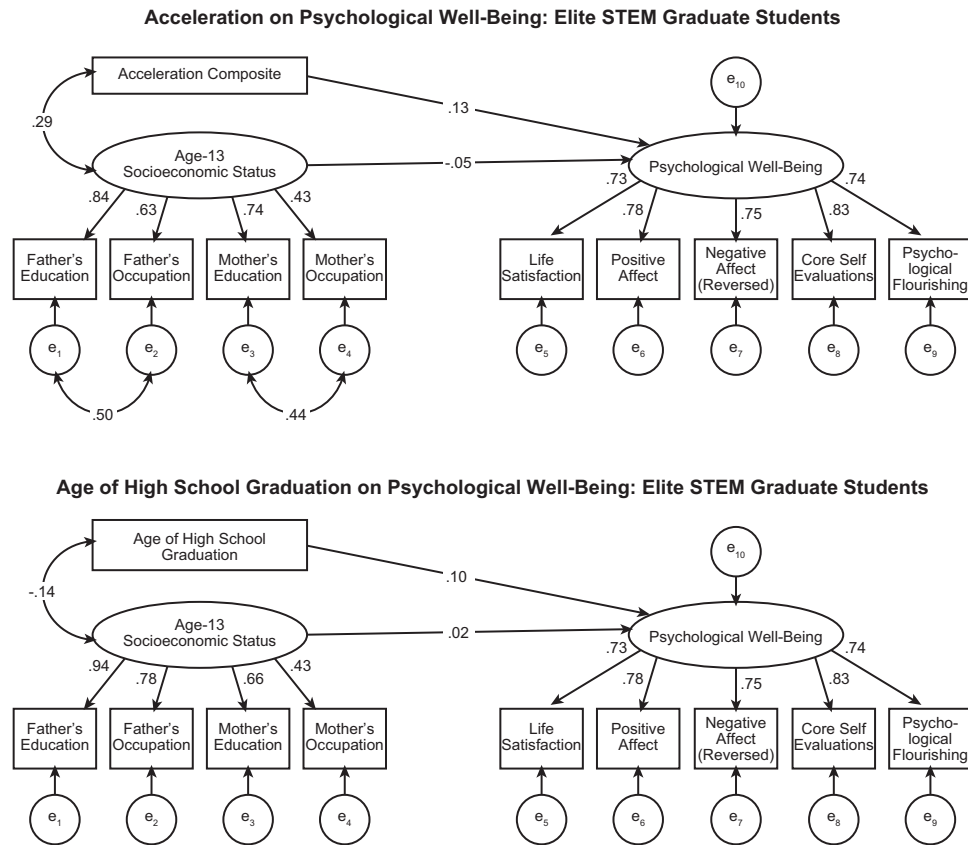 Acceleration on Psychological Well-Being: Elite STEM Graduate Students
Acceleration Composite
e10
.29
.13
Age-13
Socioeconomic Status
-.05
Psychological Well-Being
.84
.63
.74
.43
.73
.78
.75
.83
.74
Father's
Education
Father's
Occupation
Mother's
Education
Mother's
Occupation
Life
Satisfaction
Positive
Affect
Negative
Affect
(Reversed)
Core Self
Evaluations
Psycho-
logical
Flourishing
e1
e2
e3
e4
e5
e6
e7
e8
e9
.50
.44
Age of High School Graduation on Psychological Well-Being: Elite STEM Graduate Students
Age of High School
Graduation
e10
-.14
.10
Age-13
Socioeconomic Status
.02
Psychological Well-Being
.94
.78
.66
.43
.73
.78
.75
.83
.74
Father's
Education
Father's
Occupation
Mother's
Education
Mother's
Occupation
Life
Satisfaction
Positive
Affect
Negative
Affect
(Reversed)
Core Self
Evaluations
Psycho-
logical
Flourishing
e1
e2
e3
e4
e5
e6
e7
e8
e9